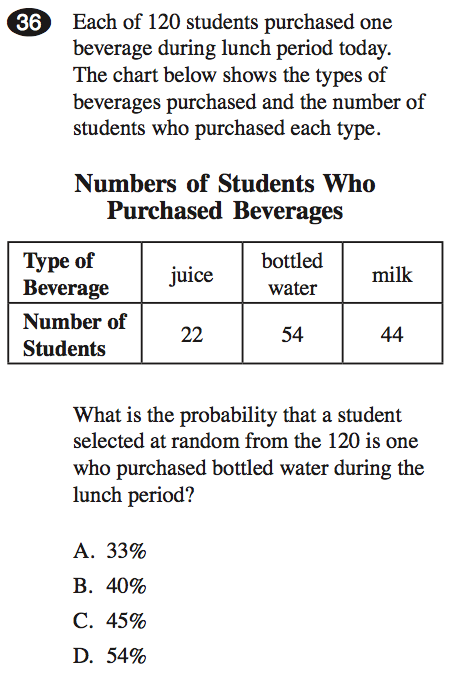 36 Each of 120 students purchased one
beverage during lunch period today.
The chart below shows the types of
beverages purchased and the number of
students who purchased each type.
Numbers of Students Who
Purchased Beverages
Type of Beverage juice bottled water milk
Number of Students 22 54 44
What is the probability that a student
selected at random from the 120 is one
who purchased bottled water during the
lunch period?
A. 33%
B. 40%
C. 45%
D. 54%